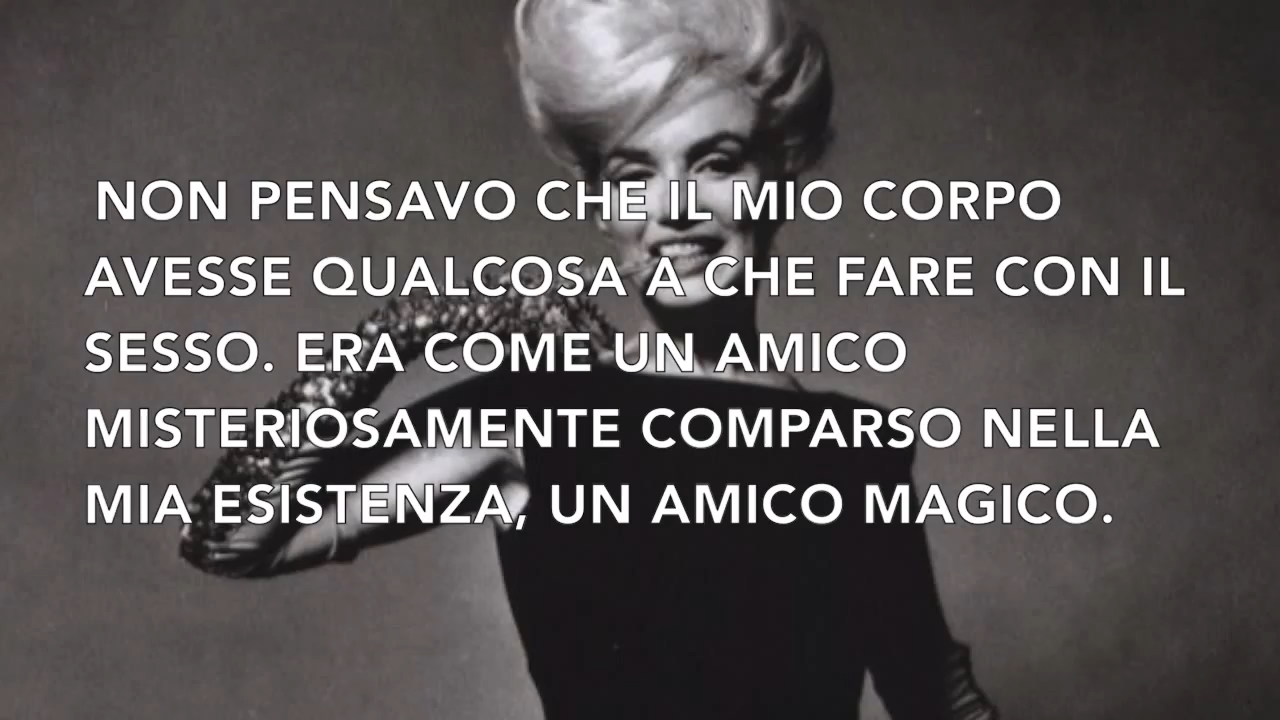 NON PENSAVO CHE IL MIO CORPO
AVESSE QUALCOSA A CHE FARE CON IL
SESSO. ERA COME UN AMICO
MISTERIOSAMENTE COMPARSO NELLA
MIA ESISTENZA, UN AMICO MAGICO.